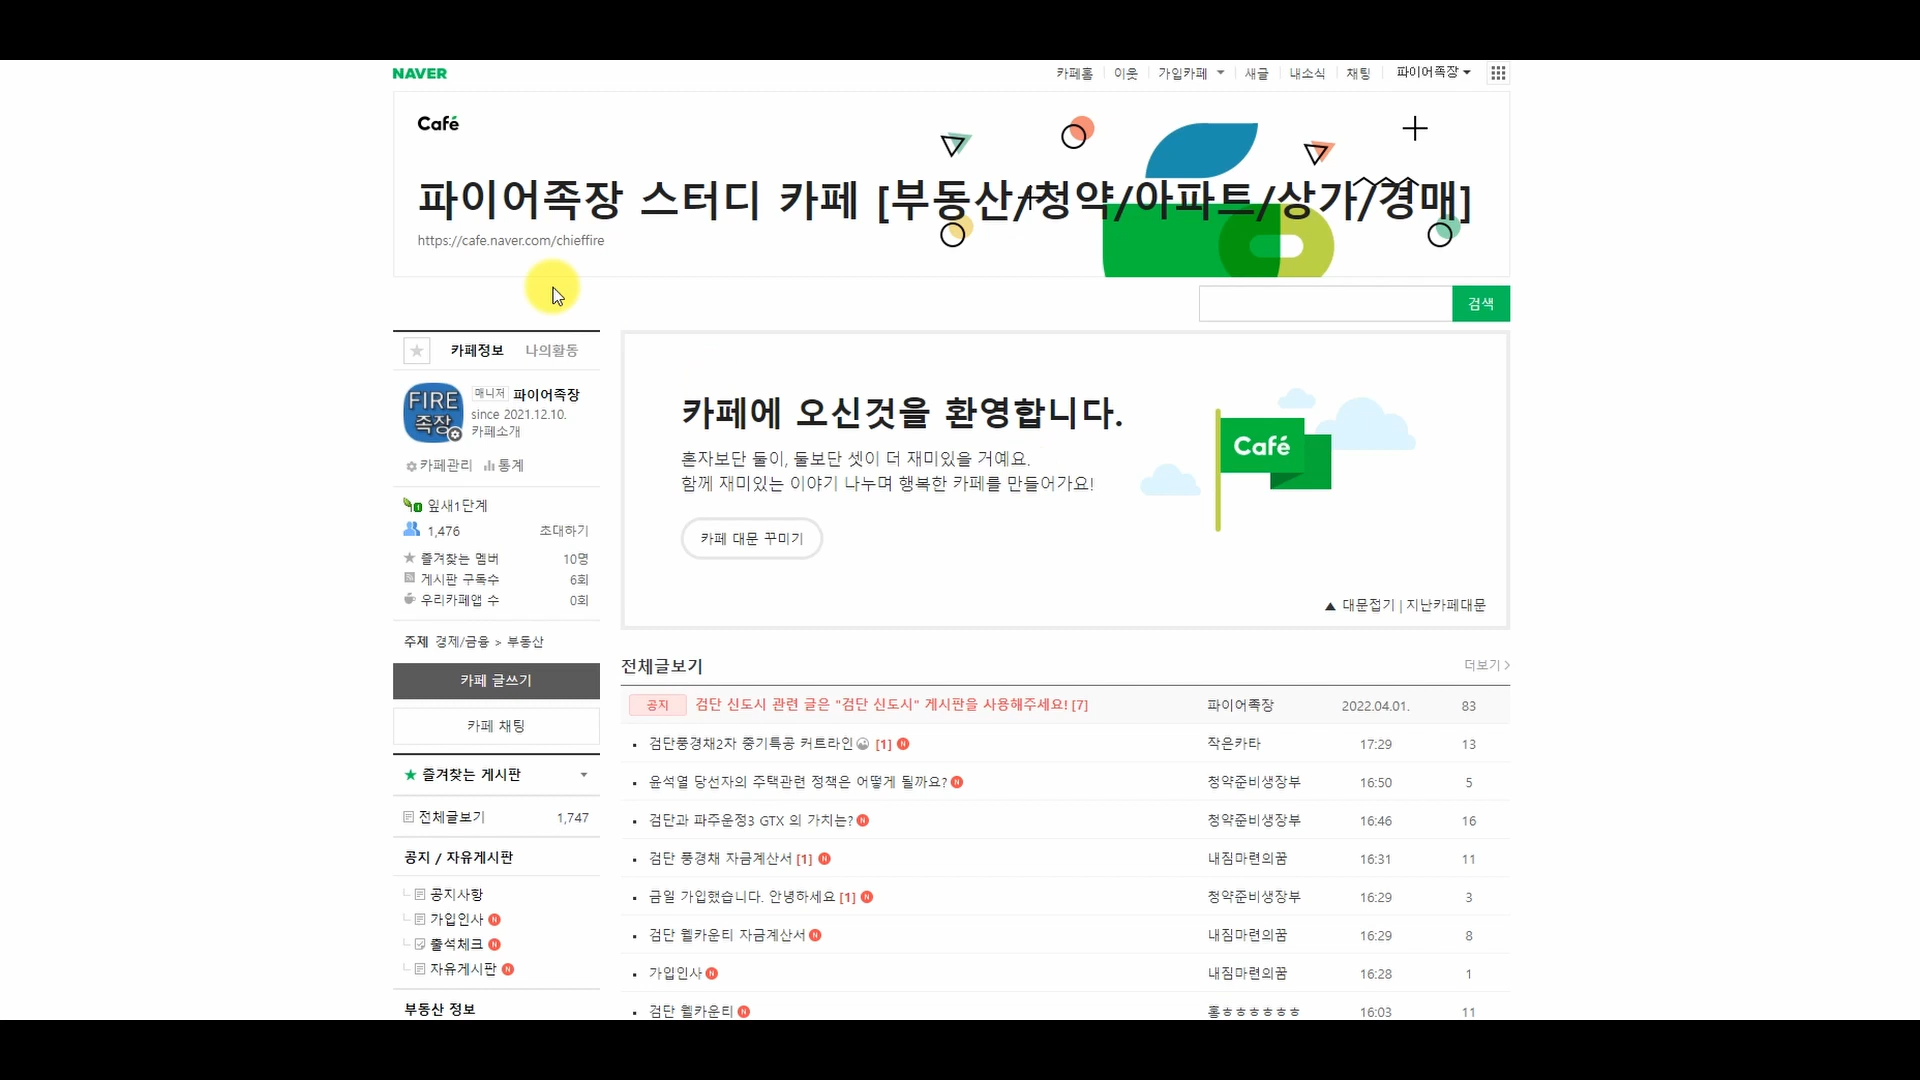 NAVER
카페홈 이웃 가입카페 새글 내소식 채팅 파이어족장
Café
파이어족장 스터디 카페 [부동산/청약/아파트/상가/경매]
https://cafe.naver.com/chieffire
검색
카페정보 나의활동
FIRE
족장
매니저 파이어족장
since 2021.12.10.
카페소개
카페관리 통계
잎새1단계
1,476 초대하기
즐겨찾는 멤버 10명
게시판 구독수 6회
우리카페앱 수 0회
주제 경제/금융 > 부동산
카페 글쓰기
카페 채팅
즐겨찾는 게시판
전체글보기 1,747
공지 / 자유게시판
공지사항
가입인사 N
출석체크 N
자유게시판 N
부동산 정보
카페에 오신것을 환영합니다.
혼자보단 둘이, 둘보단 셋이 더 재미있을 거예요.
함께 재미있는 이야기 나누며 행복한 카페를 만들어가요!
카페 대문 꾸미기
Café
▲ 대문접기 | 지난카페대문
전체글보기 더보기 >
공지 검단 신도시 관련 글은 "검단 신도시" 게시판을 사용해주세요! [7] 파이어족장 2022.04.01. 83
검단풍경채2차 중기특공 커트라인 [1] N 작은카타 17:29 13
윤석열 당선자의 주택관련 정책은 어떻게 될까요? N 청약준비생장부 16:50 5
검단과 파주운정3 GTX 의 가치는? N 청약준비생장부 16:46 16
검단 풍경채 자금계산서 [1] N 내짐마련의꿈 16:31 11
금일 가입했습니다. 안녕하세요 [1] N 청약준비생장부 16:29 3
검단 웰카운티 자금계산서 N 내짐마련의꿈 16:29 8
가입인사 N 내짐마련의꿈 16:28 1
검단 웰카운티 N 홍ㅎㅎㅎㅎㅎㅎ 16:03 11